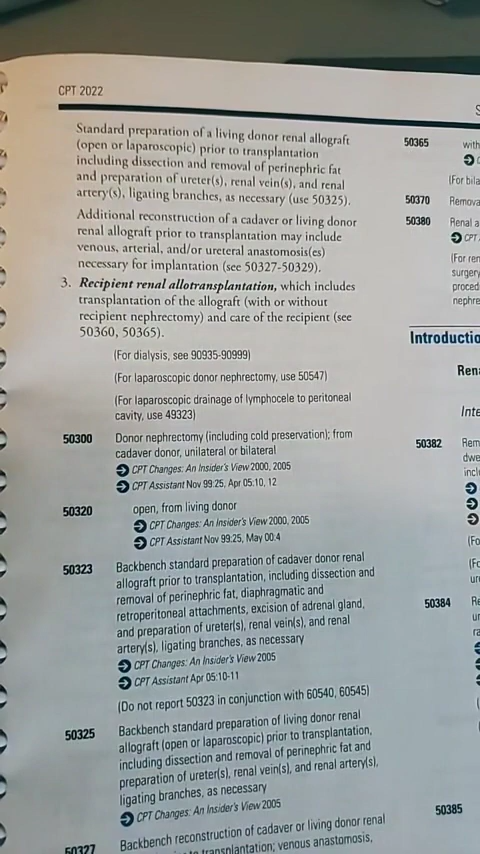 CPT 2022
Standard preparation of a living donor renal allograft
(open or laparoscopic) prior to transplantation
including dissection and removal of perinephric fat
and preparation of ureter(s), renal vein(s), and renal
artery(s), ligating branches, as necessary (use 50325).
Additional reconstruction of a cadaver or living donor
renal allograft prior to transplantation may include
venous, arterial, and/or ureteral anastomosis(es)
necessary for implantation (see 50327-50329).
3. Recipient renal allotransplantation, which includes
transplantation of the allograft (with or without
recipient nephrectomy) and care of the recipient (see
50360, 50365).
(For dialysis, see 90935-90999)
(For laparoscopic donor nephrectomy, use 50547)
(For laparoscopic drainage of lymphocele to peritoneal
cavity, use 49323)
50300 Donor nephrectomy (including cold preservation); from
cadaver donor, unilateral or bilateral
CPT Changes: An Insider's View 2000, 2005
CPT Assistant Nov 99:25, Apr 05:10, 12
50320 open, from living donor
CPT Changes: An Insider's View 2000, 2005
CPT Assistant Nov 99:25, May 00:4
50323 Backbench standard preparation of cadaver donor renal
allograft prior to transplantation, including dissection and
removal of perinephric fat, diaphragmatic and
retroperitoneal attachments, excision of adrenal gland,
and preparation of ureter(s), renal vein(s), and renal
artery(s), ligating branches, as necessary
CPT Changes: An Insider's View 2005
CPT Assistant Apr 05:10-11
(Do not report 50323 in conjunction with 60540, 60545)
50325 Backbench standard preparation of living donor renal
allograft (open or laparoscopic) prior to transplantation,
including dissection and removal of perinephric fat and
preparation of ureter(s), renal vein(s), and renal artery(s),
ligating branches, as necessary
CPT Changes: An Insider's View 2005
50327 Backbench reconstruction of cadaver or living donor renal
transplantation; venous anastomosis,
50365 with
(For bila
50370 Remova
50380 Renal a
CPT
(For ren
surgery
proced
nephre
Introductio
Rena
Inte
50382 Rem
dwe
incl
(Fo
(Fo
ur
50384 Re
ur
ra
50385